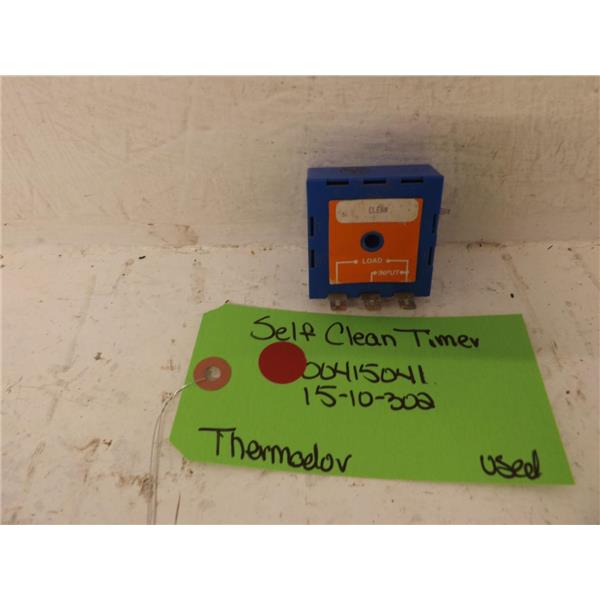 CLEAN
LOAD
INPUT
Self Clean Timer
00415041
15-10-302
Thermador
used